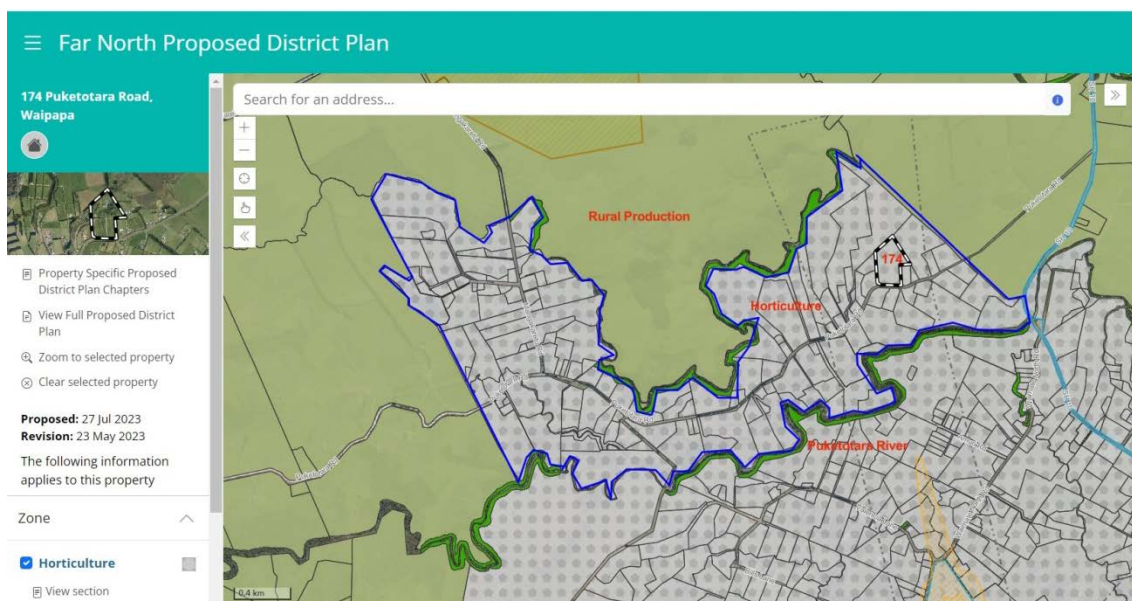 Far North Proposed District Plan
174 Puketotara Road,
Waipapa
Property Specific Proposed
District Plan Chapters
View Full Proposed District
Plan
Zoom to selected property
Clear selected property
Proposed: 27 Jul 2023
Revision: 23 May 2023
The following information
applies to this property
Zone
Horticulture
View section
Search for an address...
Rural Production
174
Horticulture
Puketotara River
0.4 km